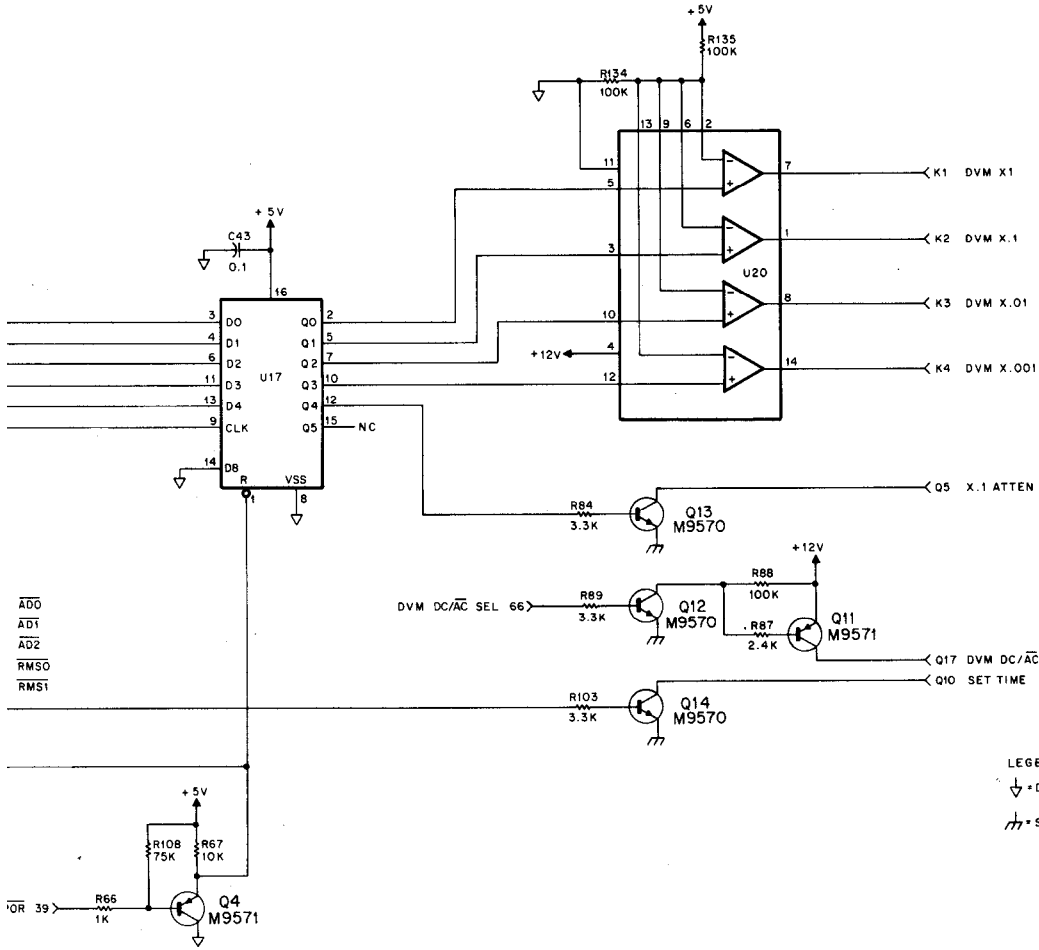 +5V
R135
100K
R134
100K
13 9 6 2
11
5
7
K1 DVM X1
3
1
K2 DVM X.1
U20
10
8
K3 DVM X.01
+12V
4
12
14
K4 DVM X.001
+5V
C43
0.1
16
3 D0 Q0 2
4 D1 Q1 5
6 D2 Q2 7
U17
11 D3 Q3 10
13 D4 Q4 12
9 CLK Q5 15 NC
14 D8
R VSS
1 8
R84
3.3K
Q13
M9570
Q5 X.1 ATTEN
+12V
DVM DC/AC SEL 66
R89
3.3K
Q12
M9570
R88
100K
R87
2.4K
Q11
M9571
Q17 DVM DC/AC
Q10 SET TIME
AD0
AD1
AD2
RMS0
RMS1
R103
3.3K
Q14
M9570
LEGE
= D
= S
+5V
R108
75K
R67
10K
POR 39
R66
1K
Q4
M9571